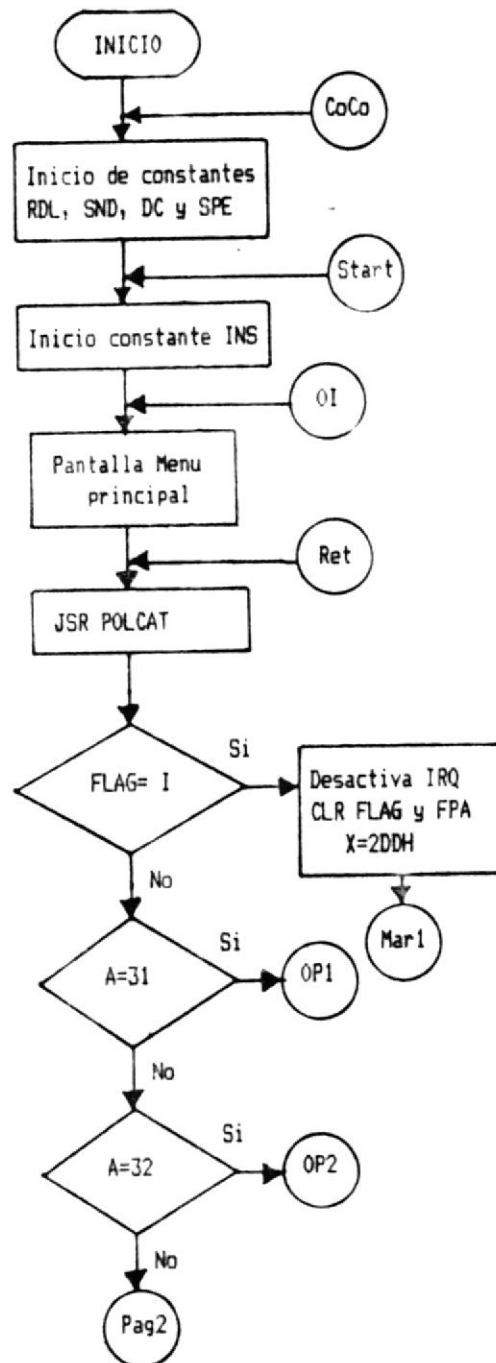 INICIO
CoCo
Inicio de constantes
RDL, SND, DC y SPE
Start
Inicio constante INS
OI
Pantalla Menu
principal
Ret
JSR POLCAT
FLAG= I
Si
Desactiva IRQ
CLR FLAG y FPA
X=2DDH
Mar1
No
A=31
Si
OP1
No
A=32
Si
OP2
No
Pag2